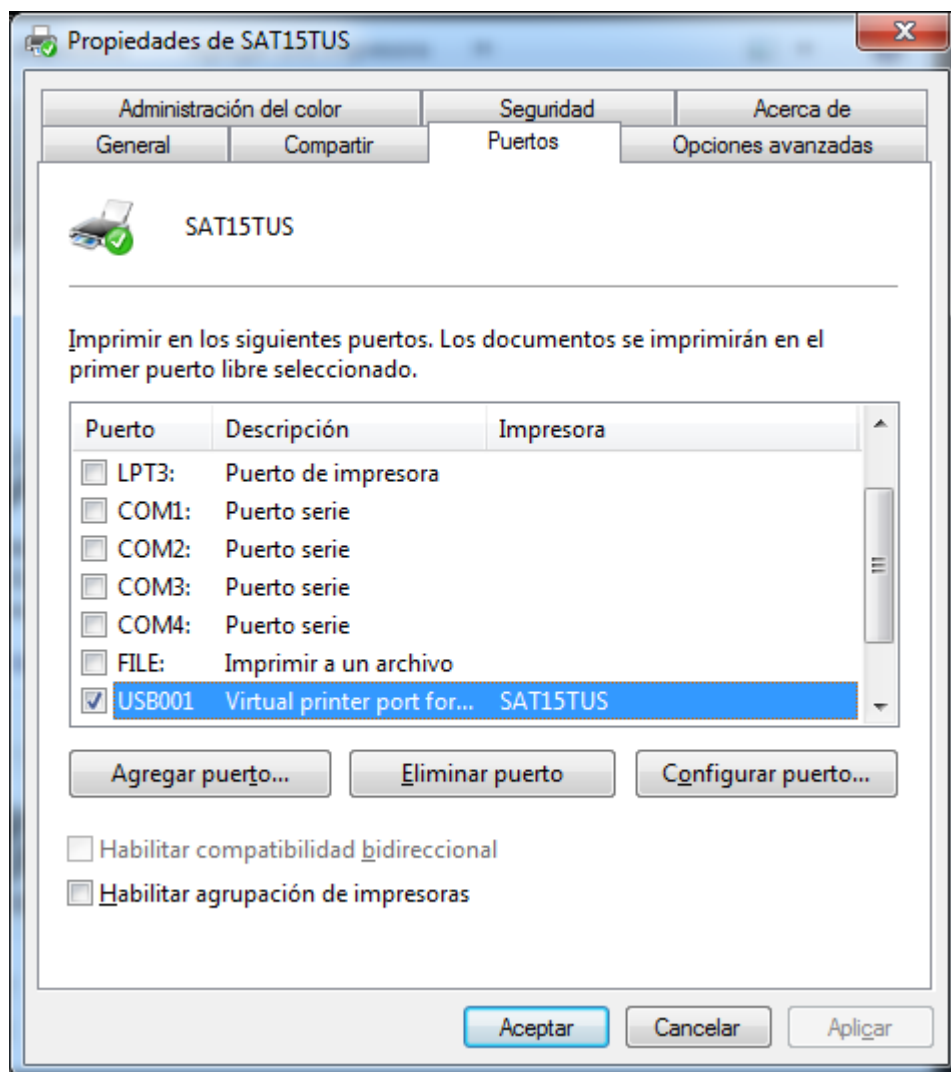 Propiedades de SAT15TUS
Administración del color Seguridad Acerca de
General Compartir Puertos Opciones avanzadas
SAT15TUS
Imprimir en los siguientes puertos. Los documentos se imprimirán en el
primer puerto libre seleccionado.
Puerto Descripción Impresora
LPT3: Puerto de impresora
COM1: Puerto serie
COM2: Puerto serie
COM3: Puerto serie
COM4: Puerto serie
FILE: Imprimir a un archivo
USB001 Virtual printer port for... SAT15TUS
Agregar puerto... Eliminar puerto Configurar puerto...
Habilitar compatibilidad bidireccional
Habilitar agrupación de impresoras
Aceptar Cancelar Aplicar